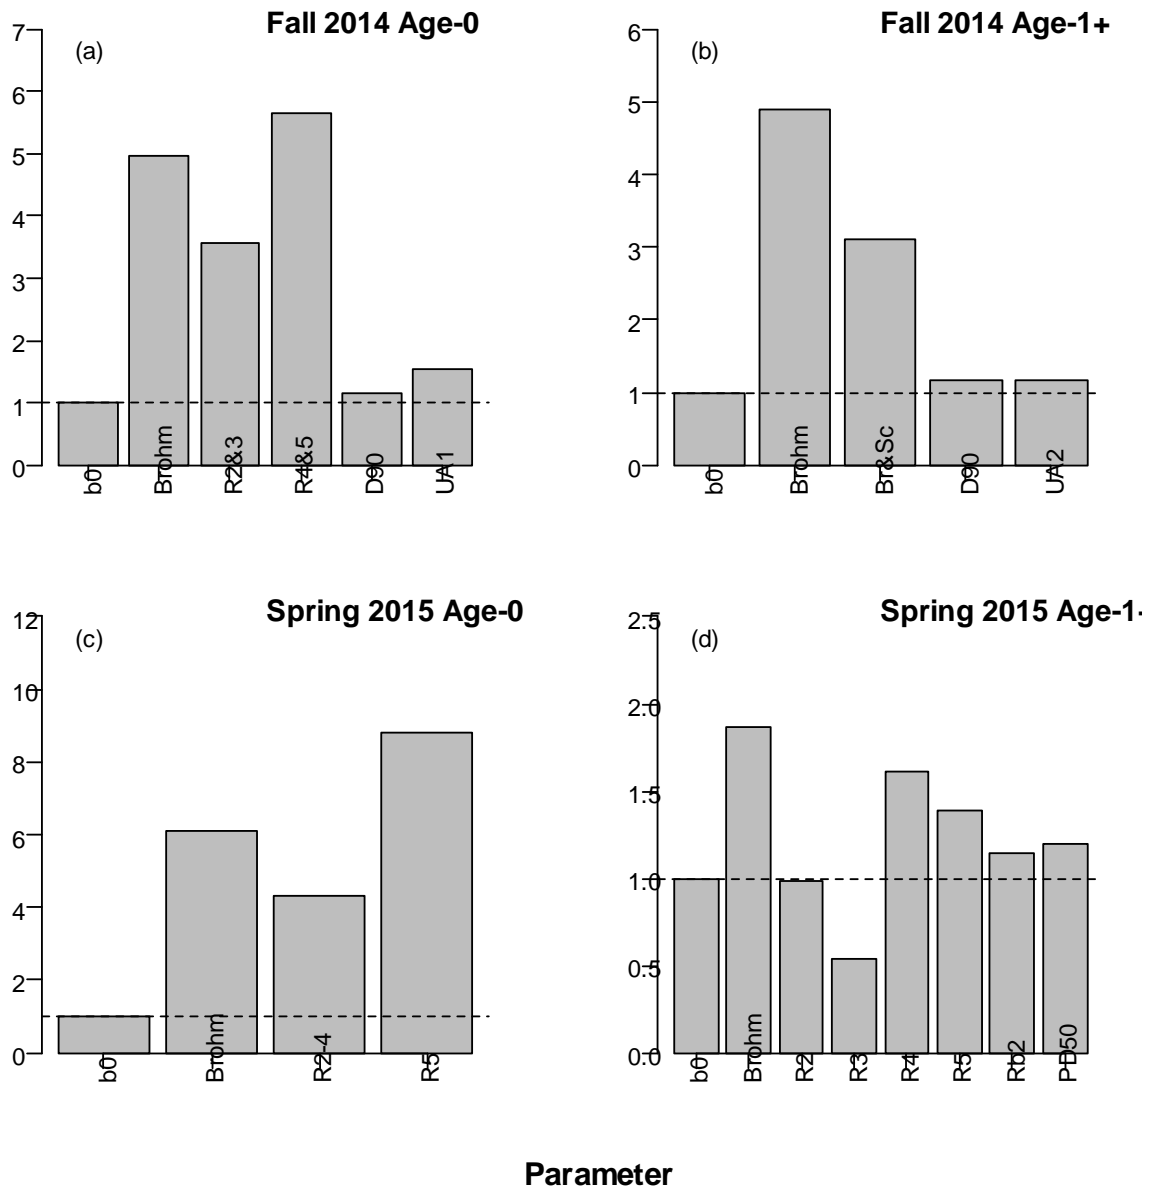 Fall 2014 Age-0
(a)
7
6
5
4
3
2
1
0
b0
Brohm
R2&3
R4&5
D90
UA1
Fall 2014 Age-1+
(b)
6
5
4
3
2
1
0
b0
Brohm
Br&Sc
D90
UA2
Spring 2015 Age-0
(c)
12
10
8
6
4
2
0
b0
Brohm
R2-4
R5
Spring 2015 Age-1
(d)
2.5
2.0
1.5
1.0
0.5
0.0
b0
Brohm
R2
R3
R4
R5
Rb2
PD50
Parameter